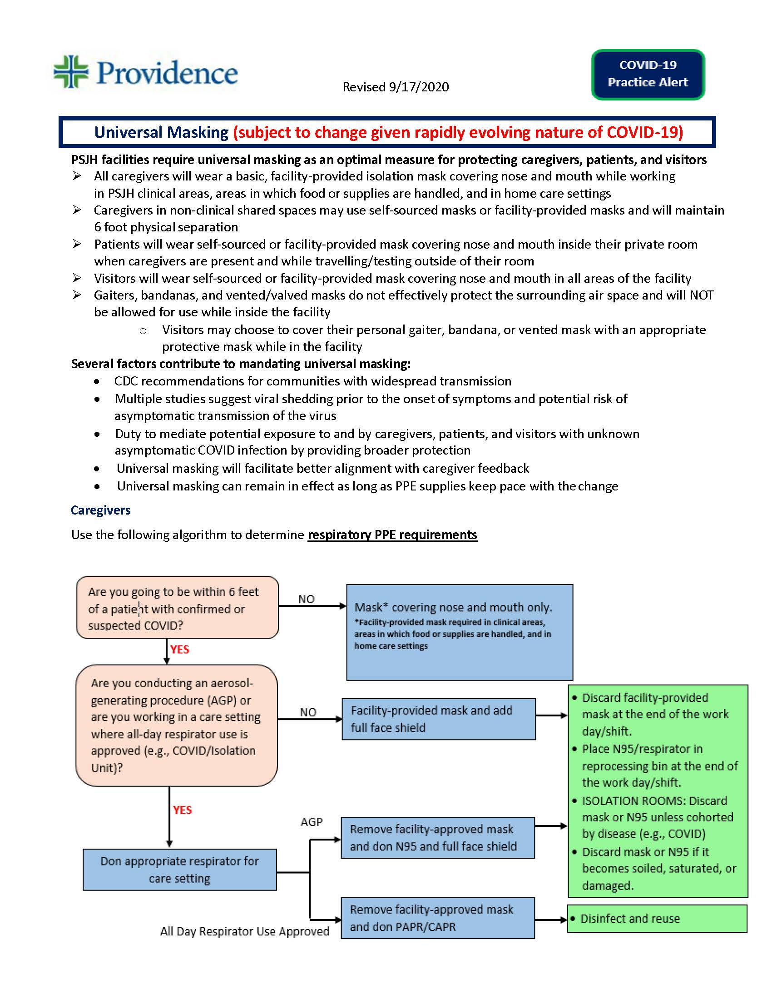 Providence
Revised 9/17/2020
COVID-19
Practice Alert
Universal Masking (subject to change given rapidly evolving nature of COVID-19)
PSJH facilities require universal masking as an optimal measure for protecting caregivers, patients, and visitors
➢ All caregivers will wear a basic, facility-provided isolation mask covering nose and mouth while working
in PSJH clinical areas, areas in which food or supplies are handled, and in home care settings
➢ Caregivers in non-clinical shared spaces may use self-sourced masks or facility-provided masks and will maintain
6 foot physical separation
➢ Patients will wear self-sourced or facility-provided mask covering nose and mouth inside their private room
when caregivers are present and while travelling/testing outside of their room
➢ Visitors will wear self-sourced or facility-provided mask covering nose and mouth in all areas of the facility
➢ Gaiters, bandanas, and vented/valved masks do not effectively protect the surrounding air space and will NOT
be allowed for use while inside the facility
o Visitors may choose to cover their personal gaiter, bandana, or vented mask with an appropriate
protective mask while in the facility
Several factors contribute to mandating universal masking:
• CDC recommendations for communities with widespread transmission
• Multiple studies suggest viral shedding prior to the onset of symptoms and potential risk of
asymptomatic transmission of the virus
• Duty to mediate potential exposure to and by caregivers, patients, and visitors with unknown
asymptomatic COVID infection by providing broader protection
• Universal masking will facilitate better alignment with caregiver feedback
• Universal masking can remain in effect as long as PPE supplies keep pace with the change
Caregivers
Use the following algorithm to determine respiratory PPE requirements
Are you going to be within 6 feet
of a patient with confirmed or
suspected COVID?
NO
Mask* covering nose and mouth only.
*Facility-provided mask required in clinical areas,
areas in which food or supplies are handled, and in
home care settings
YES
Are you conducting an aerosol-
generating procedure (AGP) or
are you working in a care setting
where all-day respirator use is
approved (e.g., COVID/Isolation
Unit)?
NO
Facility-provided mask and add
full face shield
• Discard facility-provided
mask at the end of the work
day/shift.
• Place N95/respirator in
reprocessing bin at the end of
the work day/shift.
• ISOLATION ROOMS: Discard
mask or N95 unless cohorted
by disease (e.g., COVID)
• Discard mask or N95 if it
becomes soiled, saturated, or
damaged.
YES
Don appropriate respirator for
care setting
AGP
Remove facility-approved mask
and don N95 and full face shield
All Day Respirator Use Approved
Remove facility-approved mask
and don PAPR/CAPR
• Disinfect and reuse